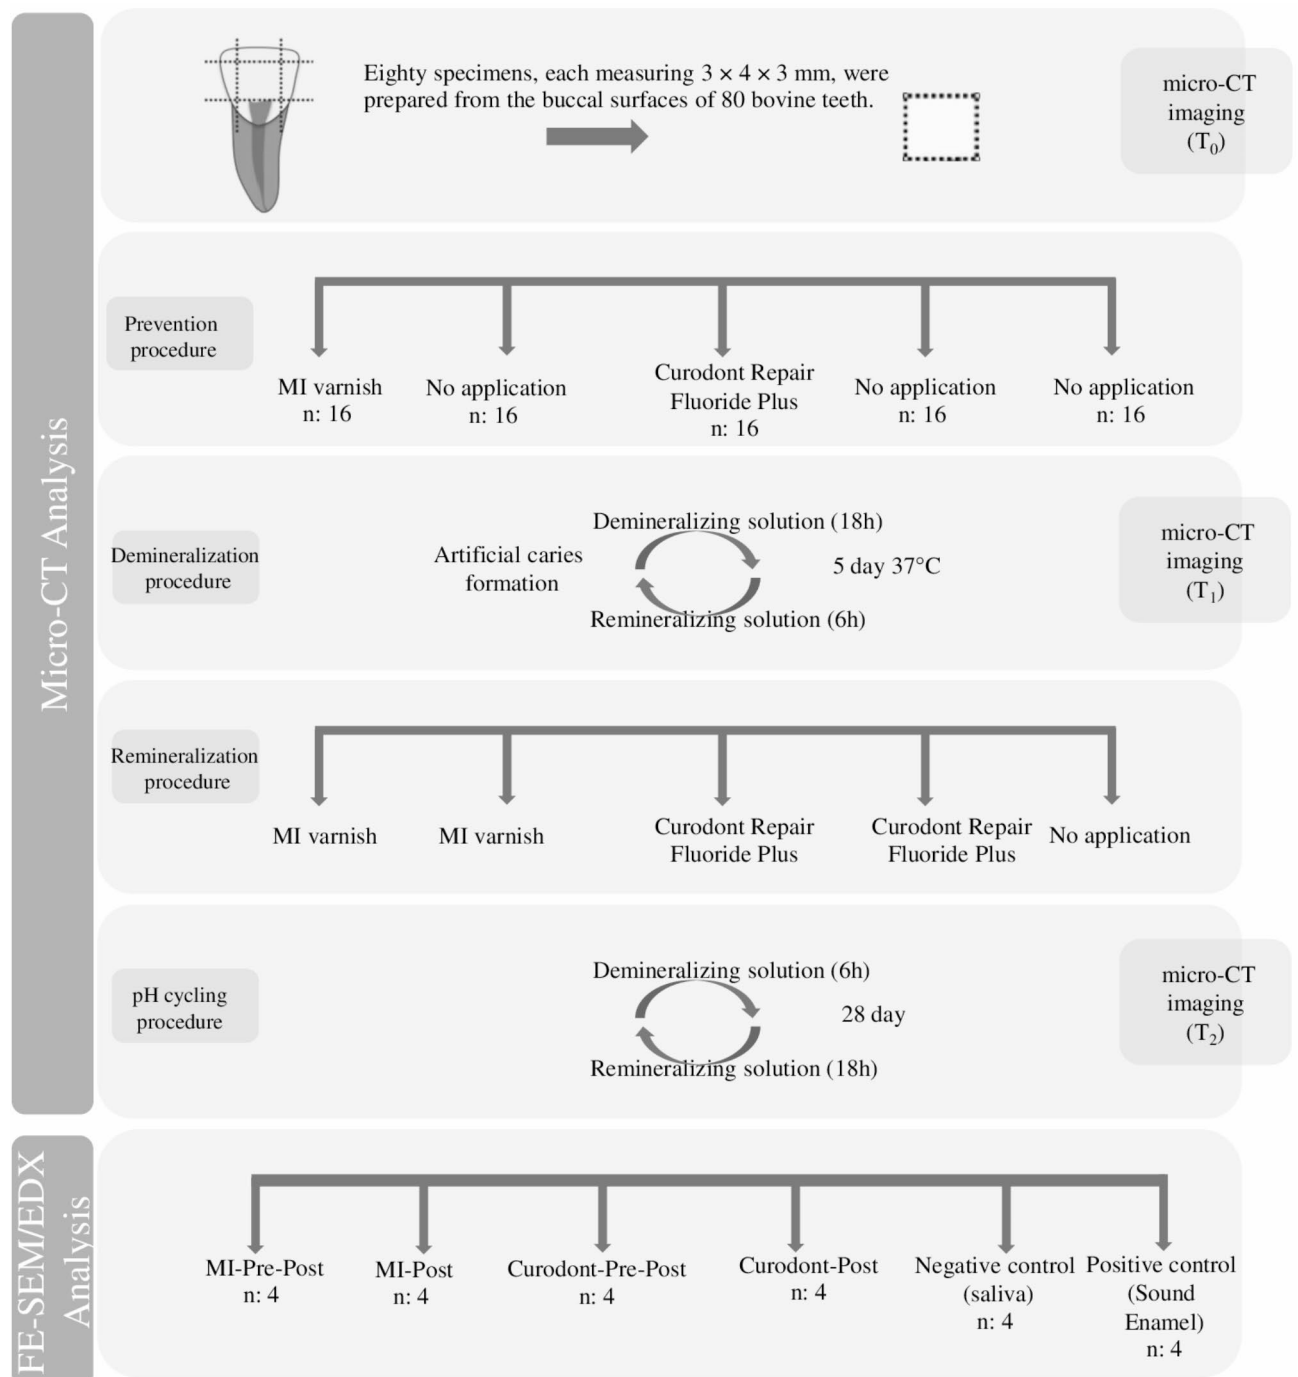 Micro-CT Analysis
Eighty specimens, each measuring 3 × 4 × 3 mm, were
prepared from the buccal surfaces of 80 bovine teeth.
micro-CT
imaging
(T₀)
Prevention
procedure
MI varnish
n: 16
No application
n: 16
Curodont Repair
Fluoride Plus
n: 16
No application
n: 16
No application
n: 16
Demineralization
procedure
Artificial caries
formation
Demineralizing solution (18h)
Remineralizing solution (6h)
5 day 37°C
micro-CT
imaging
(T₁)
Remineralization
procedure
MI varnish
MI varnish
Curodont Repair
Fluoride Plus
Curodont Repair
Fluoride Plus
No application
pH cycling
procedure
Demineralizing solution (6h)
Remineralizing solution (18h)
28 day
micro-CT
imaging
(T₂)
FE-SEM/EDX
Analysis
MI-Pre-Post
n: 4
MI-Post
n: 4
Curodont-Pre-Post
n: 4
Curodont-Post
n: 4
Negative control
(saliva)
n: 4
Positive control
(Sound
Enamel)
n: 4